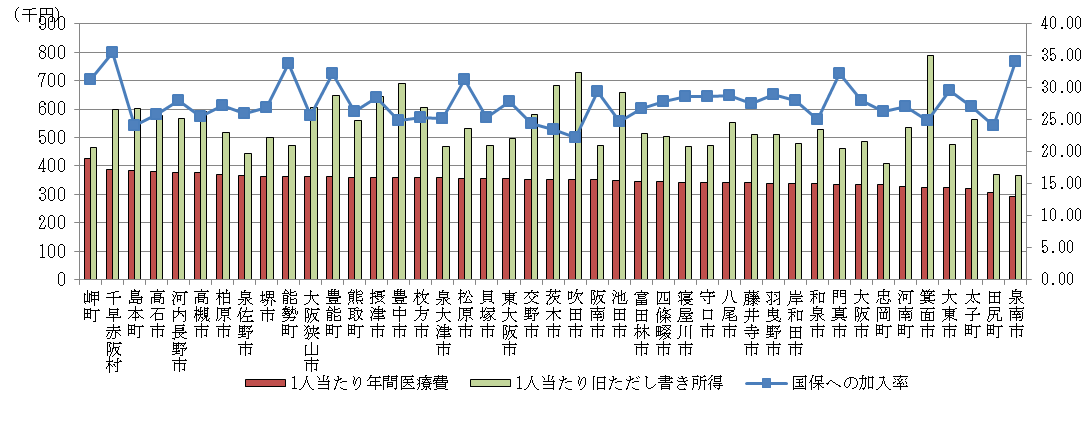 （千円）
900
800
700
600
500
400
300
200
100
0
40.00
35.00
30.00
25.00
20.00
15.00
10.00
5.00
0.00
岬町
千早赤阪村
島本町
高石市
河内長野市
高槻市
柏原市
泉佐野市
堺市
能勢町
大阪狭山市
豊能町
熊取町
摂津市
豊中市
枚方市
泉大津市
松原市
貝塚市
東大阪市
交野市
茨木市
吹田市
阪南市
池田市
富田林市
四條畷市
寝屋川市
守口市
八尾市
藤井寺市
羽曳野市
岸和田市
和泉市
門真市
大阪市
忠岡町
河南町
箕面市
大東市
太子町
田尻町
泉南市
1人当たり年間医療費
1人当たり旧ただし書き所得
国保への加入率